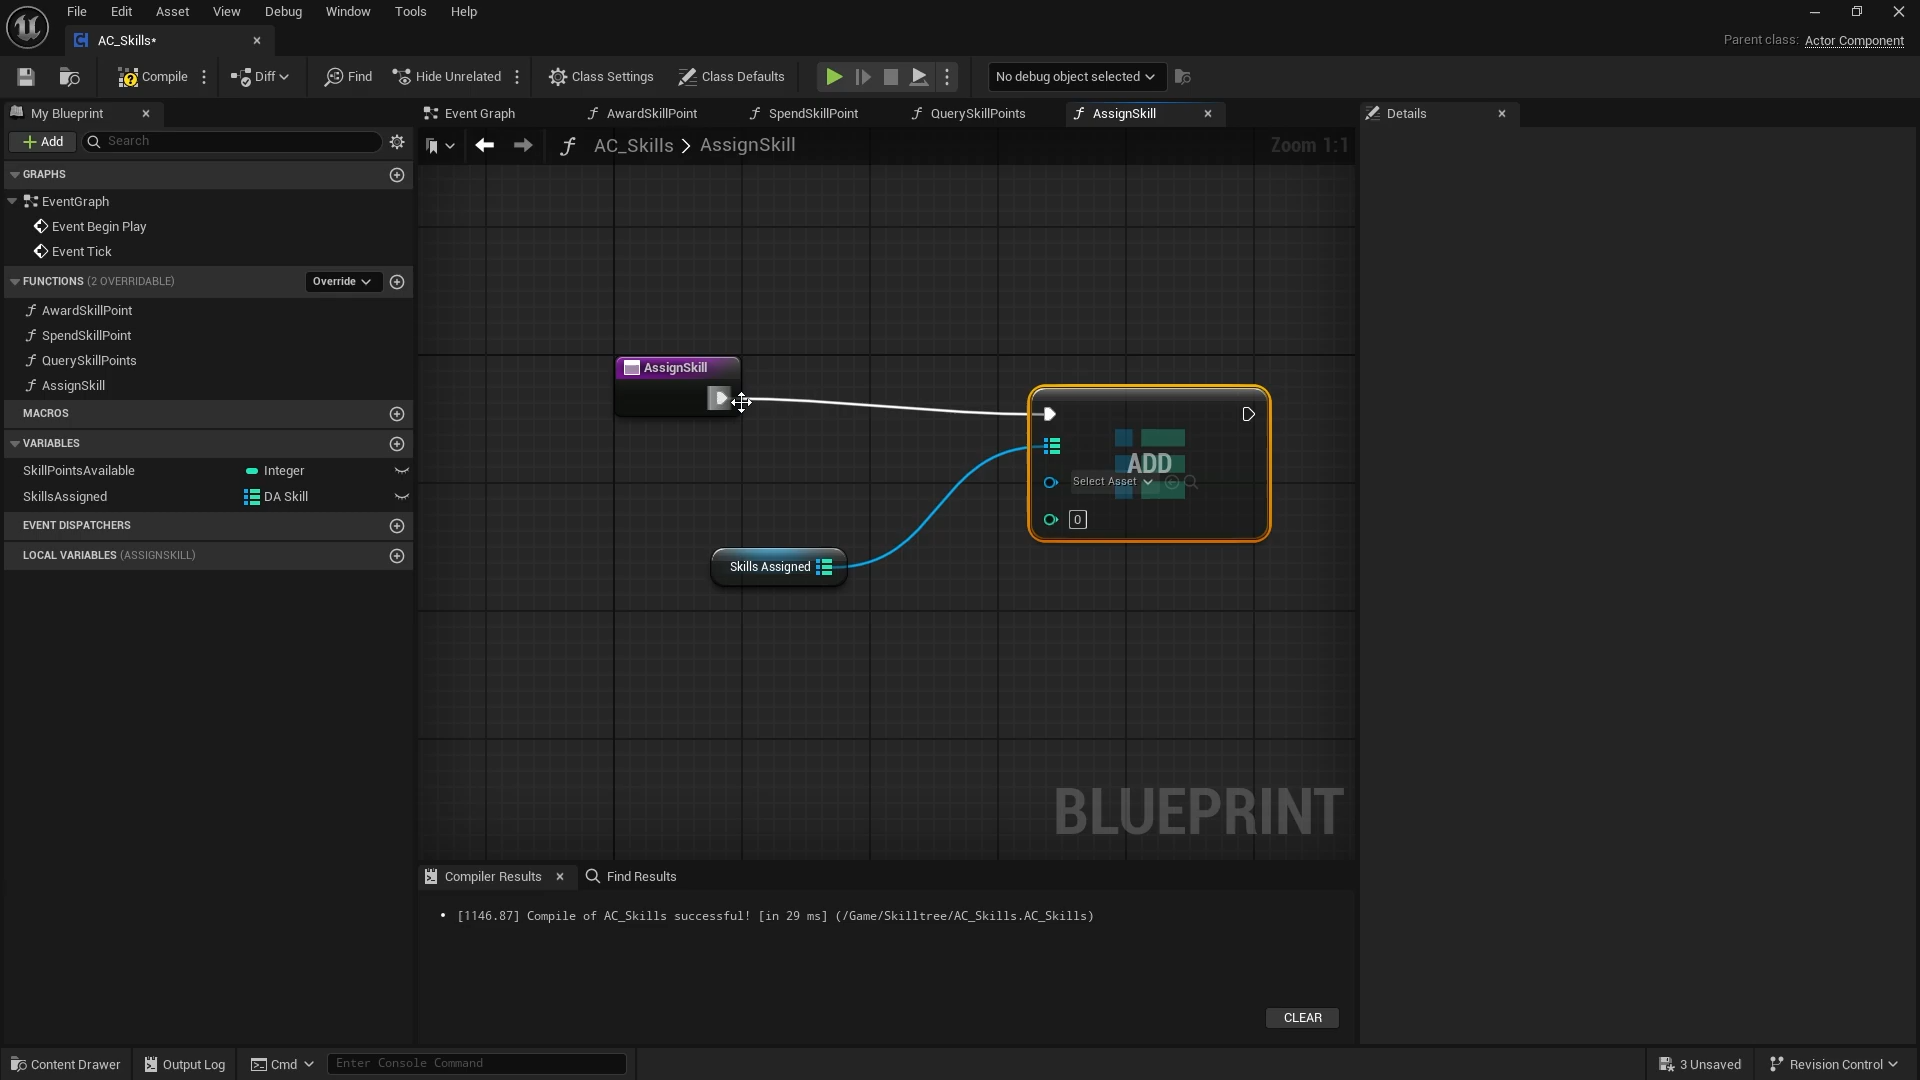 File Edit Asset View Debug Window Tools Help
AC_Skills*
Parent class: Actor Component
Compile Diff Find Hide Unrelated Class Settings Class Defaults No debug object selected
My Blueprint
Event Graph AwardSkillPoint SpendSkillPoint QuerySkillPoints AssignSkill
Details
Add Search
AC_Skills > AssignSkill Zoom 1:1
GRAPHS
EventGraph
Event Begin Play
Event Tick
FUNCTIONS (2 OVERRIDABLE) Override
AwardSkillPoint
SpendSkillPoint
QuerySkillPoints
AssignSkill
MACROS
VARIABLES
SkillPointsAvailable Integer
SkillsAssigned DA Skill
EVENT DISPATCHERS
LOCAL VARIABLES (ASSIGNSKILL)
AssignSkill
ADD
Select Asset
0
Skills Assigned
BLUEPRINT
Compiler Results Find Results
[1146.87] Compile of AC_Skills successful! [in 29 ms] (/Game/Skilltree/AC_Skills.AC_Skills)
CLEAR
Content Drawer Output Log Cmd Enter Console Command 3 Unsaved Revision Control